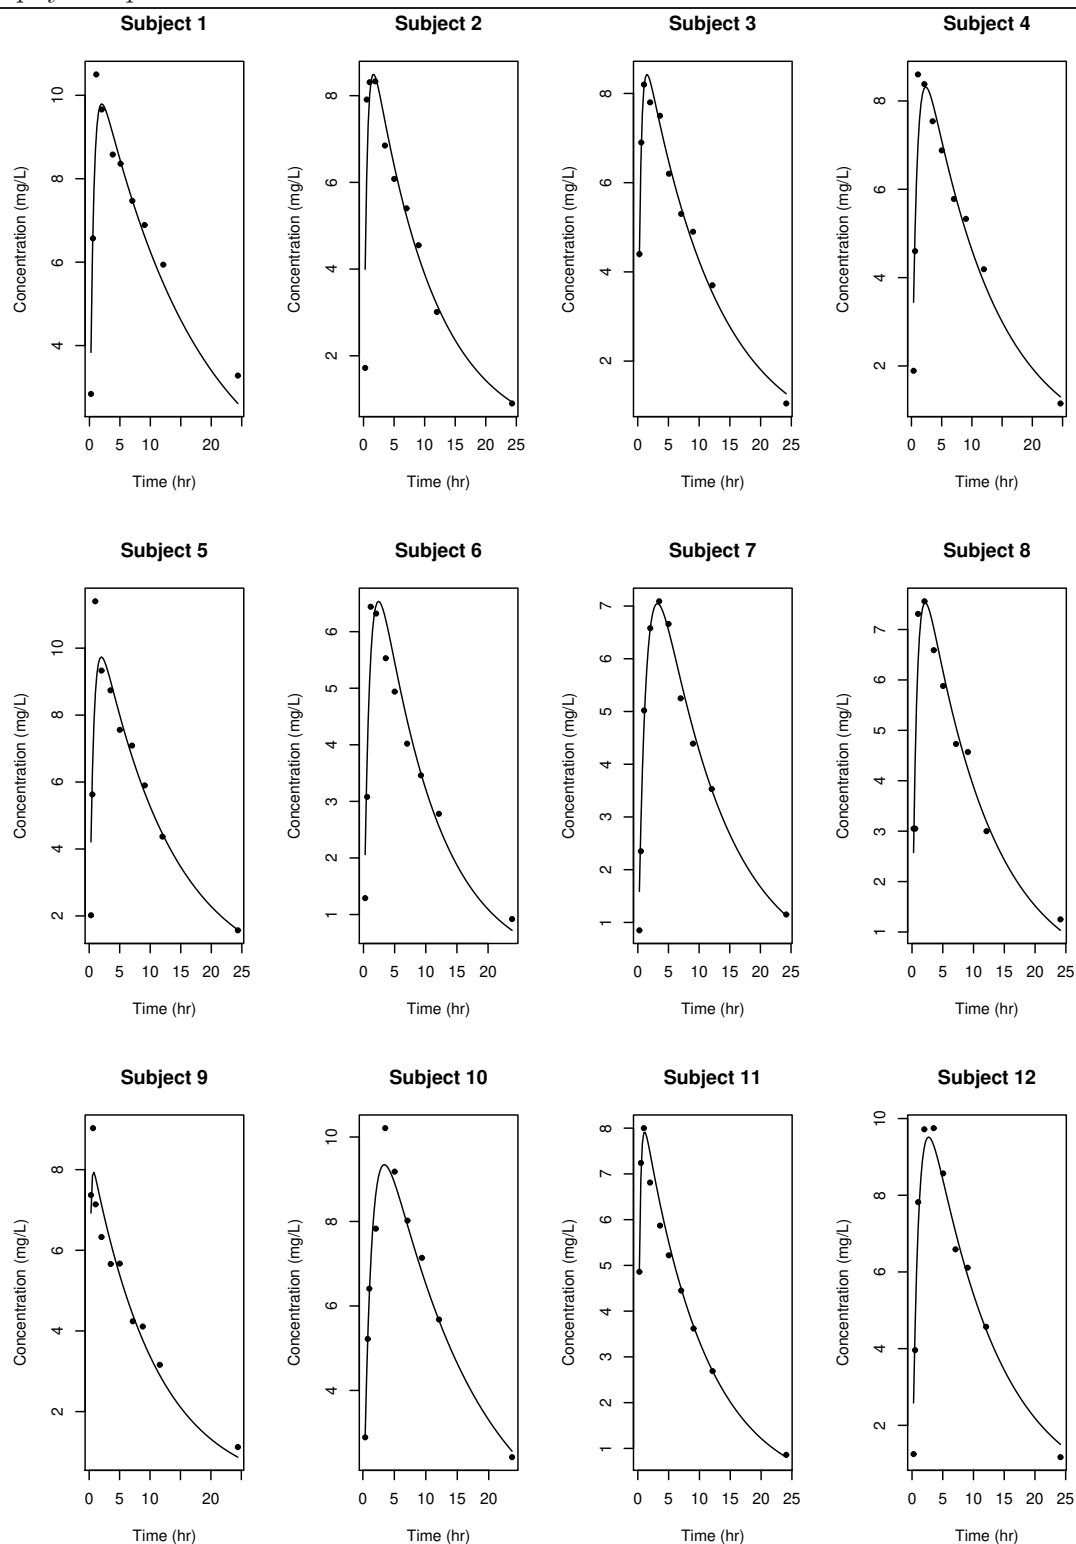 Subject 1 Subject 2 Subject 3 Subject 4
10 8 6 4 Concentration (mg/L) 0 5 10 20 Time (hr)
8 6 4 2 Concentration (mg/L) 0 5 10 15 20 25 Time (hr)
8 6 4 2 Concentration (mg/L) 0 5 10 15 20 25 Time (hr)
8 6 4 2 Concentration (mg/L) 0 5 10 20 Time (hr)
Subject 5 Subject 6 Subject 7 Subject 8
10 8 6 4 2 Concentration (mg/L) 0 5 10 15 20 25 Time (hr)
6 5 4 3 2 1 Concentration (mg/L) 0 5 10 20 Time (hr)
7 6 5 4 3 2 1 Concentration (mg/L) 0 5 10 15 20 25 Time (hr)
7 6 5 4 3 2 1 Concentration (mg/L) 0 5 10 15 20 25 Time (hr)
Subject 9 Subject 10 Subject 11 Subject 12
8 6 4 2 Concentration (mg/L) 0 5 10 20 Time (hr)
10 8 6 4 Concentration (mg/L) 0 5 10 20 Time (hr)
8 7 6 5 4 3 2 1 Concentration (mg/L) 0 5 10 15 20 25 Time (hr)
10 8 6 4 2 Concentration (mg/L) 0 5 10 15 20 25 Time (hr)